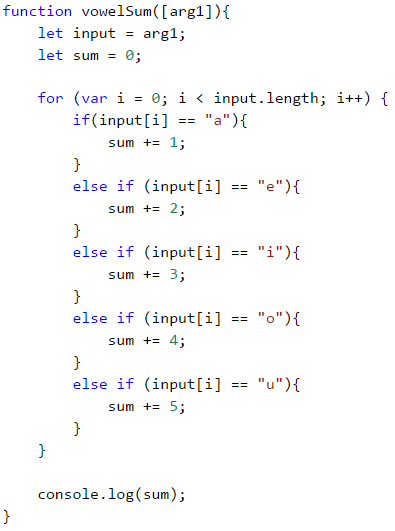 function vowelSum([arg1]){
    let input = arg1;
    let sum = 0;

    for (var i = 0; i < input.length; i++) {
        if(input[i] == "a"){
            sum += 1;
        }
        else if (input[i] == "e"){
            sum += 2;
        }
        else if (input[i] == "i"){
            sum += 3;
        }
        else if (input[i] == "o"){
            sum += 4;
        }
        else if (input[i] == "u"){
            sum += 5;
        }
    }

    console.log(sum);
}